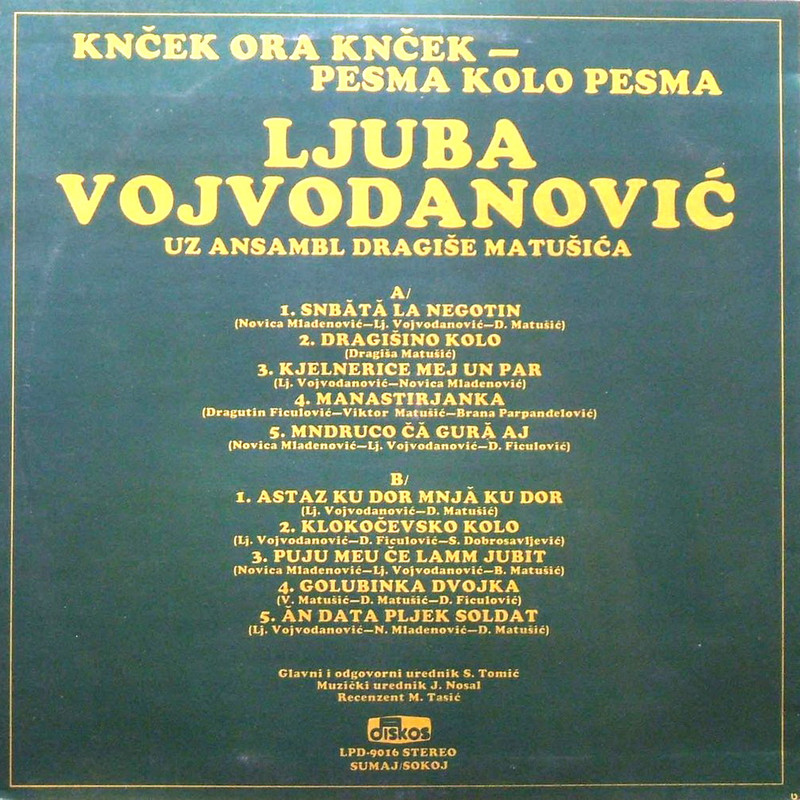 KNČEK ORA KNČEK —
PESMA KOLO PESMA
LJUBA
VOJVODANOVIĆ
UZ ANSAMBL DRAGIŠE MATUŠIĆA
A/
1. SNBĂTĂ LA NEGOTIN
(Novica Mladenović—Lj. Vojvodanović—D. Matušić)
2. DRAGIŠINO KOLO
(Dragiša Matušić)
3. KJELNERICE MEJ UN PAR
(Lj. Vojvodanović—Novica Mladenović)
4. MANASTIRJANKA
(Dragutin Ficulović—Viktor Matušić—Brana Parpanđelović)
5. MNDRUCO ČĂ GURĂ AJ
(Novica Mladenović—Lj. Vojvodanović—D. Ficulović)
B/
1. ASTAZ KU DOR MNJĂ KU DOR
(Lj. Vojvodanović—D. Matušić)
2. KLOKOČEVSKO KOLO
(Lj. Vojvodanović—D. Ficulović—S. Dobrosavljević)
3. PUJU MEU ČE LAMM JUBIT
(Novica Mladenović—Lj. Vojvodanović—B. Matušić)
4. GOLUBINKA DVOJKA
(V. Matušić—D. Matušić—D. Ficulović)
5. ĂN DATA PLJEK SOLDAT
(Lj. Vojvodanović—N. Mladenović—D. Matušić)
Glavni i odgovorni urednik S. Tomić
Muzički urednik J. Nosal
Recenzent M. Tasić
diskos
LPD-9016 STEREO
SUMAJ/SOKOJ